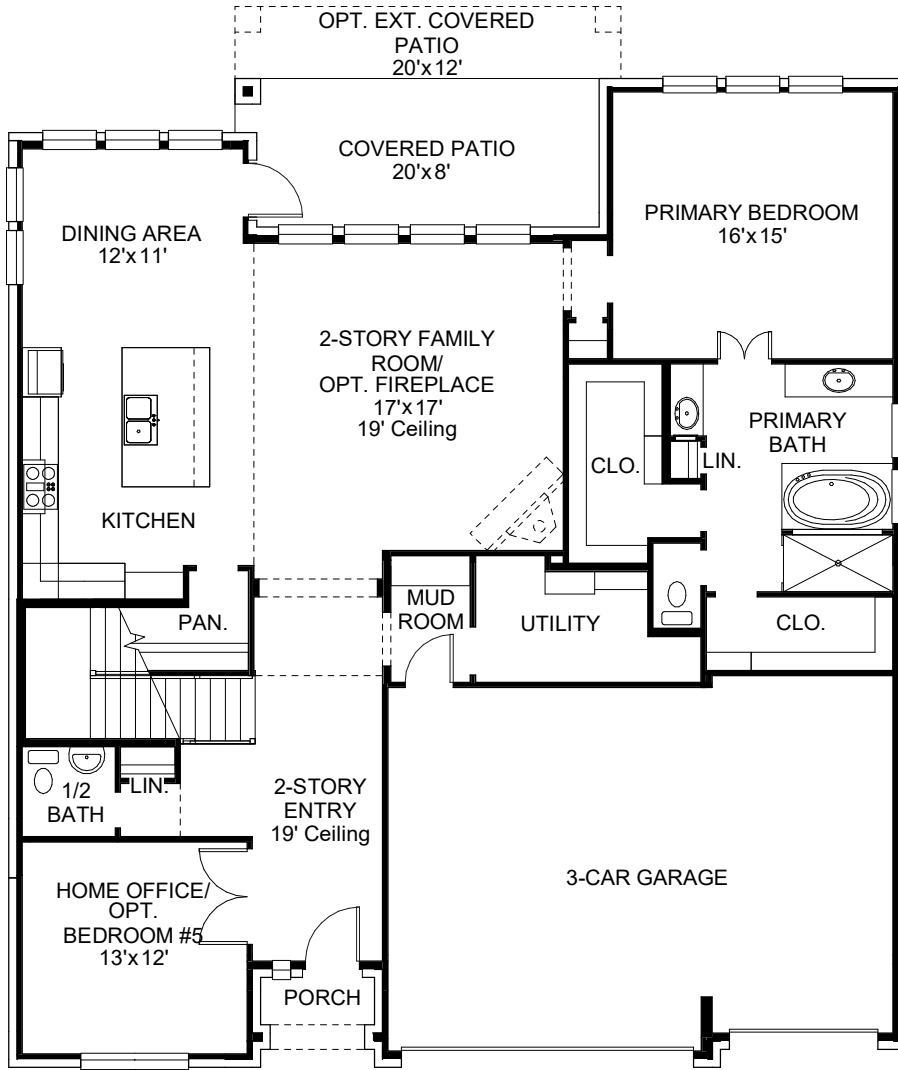 OPT. EXT. COVERED
PATIO
20'x12'
COVERED PATIO
20'x8'
PRIMARY BEDROOM
16'x15'
DINING AREA
12'x11'
2-STORY FAMILY
ROOM/
OPT. FIREPLACE
17'x17'
19' Ceiling
PRIMARY
BATH
CLO.
LIN.
KITCHEN
MUD
ROOM
UTILITY
PAN.
CLO.
1/2
BATH
LIN.
2-STORY
ENTRY
19' Ceiling
3-CAR GARAGE
HOME OFFICE/
OPT.
BEDROOM #5
13'x12'
PORCH